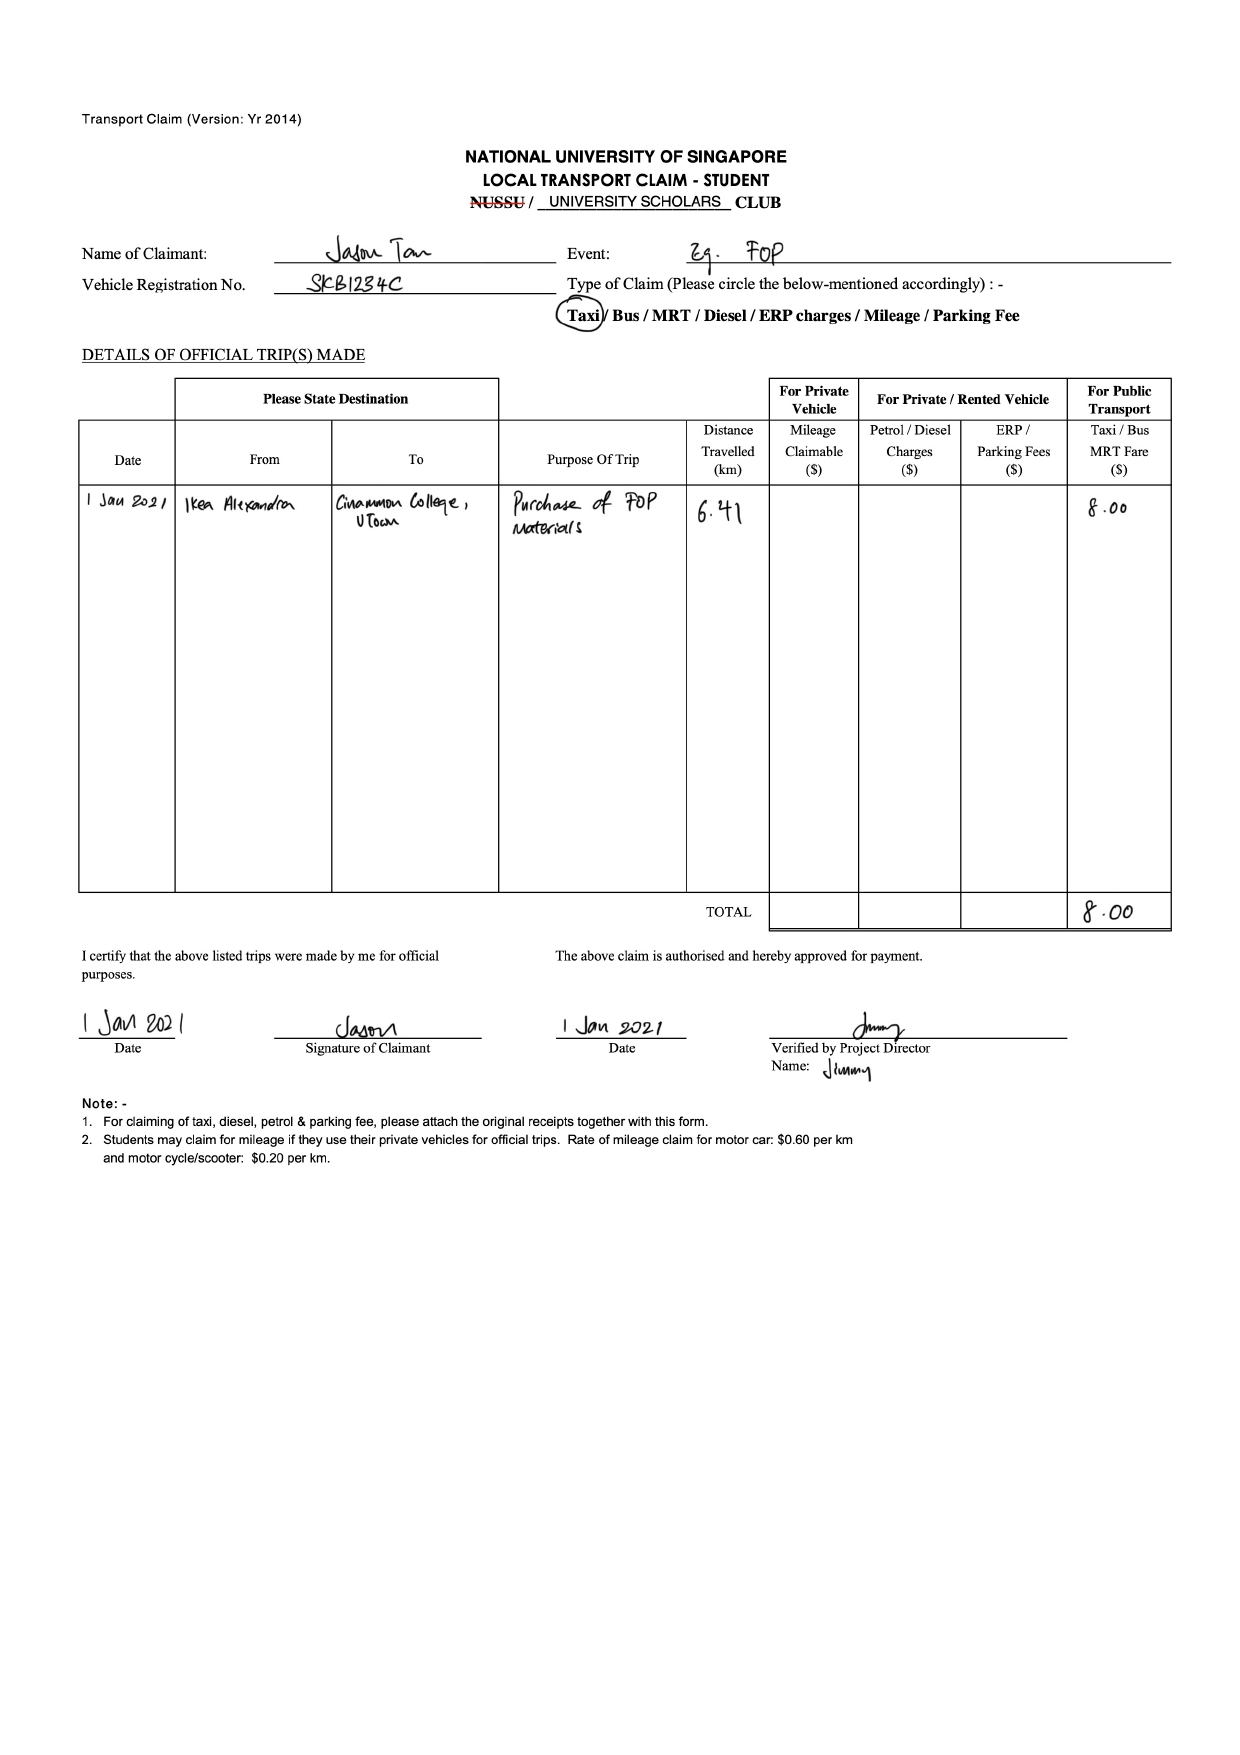 Transport Claim (Version: Yr 2014)
NATIONAL UNIVERSITY OF SINGAPORE
LOCAL TRANSPORT CLAIM - STUDENT
NUSSU / UNIVERSITY SCHOLARS CLUB
Name of Claimant: Jason Tan Event: Eg. FOP
Vehicle Registration No. SKB1234C Type of Claim (Please circle the below-mentioned accordingly) : -
Taxi / Bus / MRT / Diesel / ERP charges / Mileage / Parking Fee
DETAILS OF OFFICIAL TRIP(S) MADE
Please State Destination For Private Vehicle For Private / Rented Vehicle For Public Transport
Date From To Purpose Of Trip Distance Travelled (km) Mileage Claimable ($) Petrol / Diesel Charges ($) ERP / Parking Fees ($) Taxi / Bus MRT Fare ($)
1 Jan 2021 Ikea Alexandra Cinammon College, UTown Purchase of FOP Materials 6.41 8.00
TOTAL 8.00
I certify that the above listed trips were made by me for official
purposes.
The above claim is authorised and hereby approved for payment.
1 Jan 2021 Jason 1 Jan 2021 Jimmy
Date Signature of Claimant Date Verified by Project Director
Name: Jimmy
Note: -
1. For claiming of taxi, diesel, petrol & parking fee, please attach the original receipts together with this form.
2. Students may claim for mileage if they use their private vehicles for official trips. Rate of mileage claim for motor car: $0.60 per km
and motor cycle/scooter: $0.20 per km.